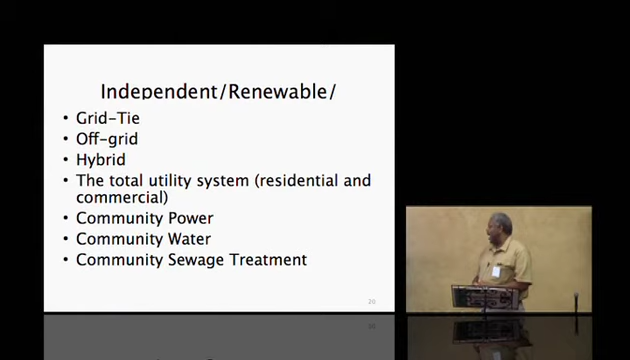 Independent/Renewable/
• Grid-Tie
• Off-grid
• Hybrid
• The total utility system (residential and
commercial)
• Community Power
• Community Water
• Community Sewage Treatment
20